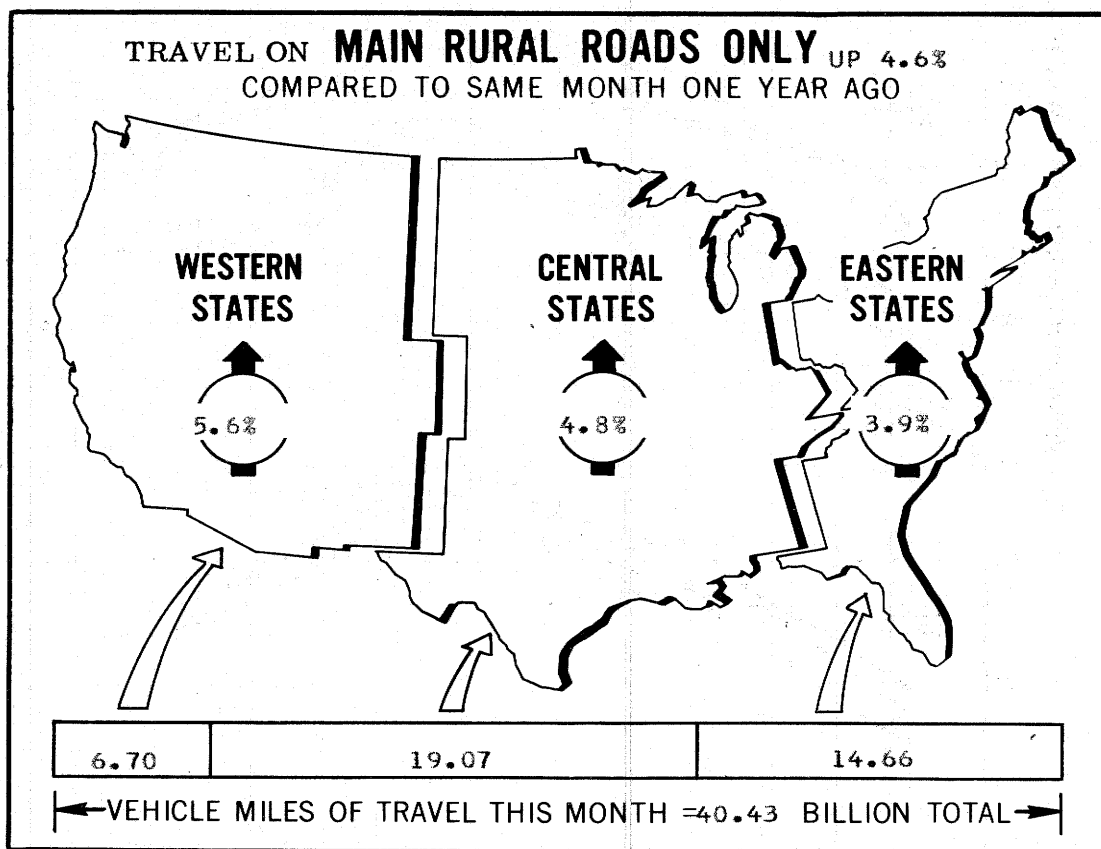 TRAVEL ON MAIN RURAL ROADS ONLY UP 4.6%
COMPARED TO SAME MONTH ONE YEAR AGO
WESTERN
STATES
5.6%
CENTRAL
STATES
4.8%
EASTERN
STATES
3.9%
6.70 19.07 14.66
VEHICLE MILES OF TRAVEL THIS MONTH =40.43 BILLION TOTAL